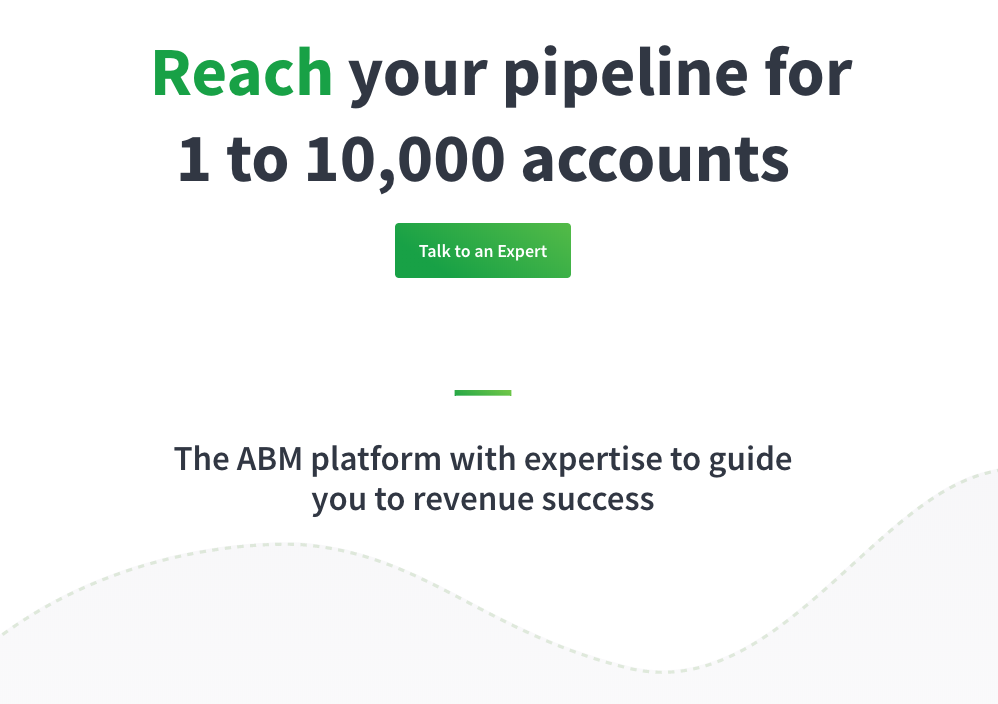 Reach your pipeline for
1 to 10,000 accounts
Talk to an Expert
The ABM platform with expertise to guide
you to revenue success